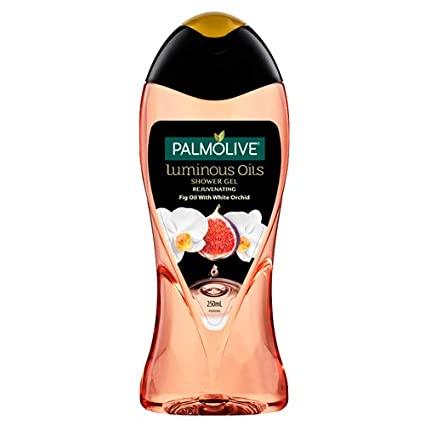 PALMOLIVE
Luminous Oils
SHOWER GEL
REJUVENATING
Fig Oil With White Orchid
250mL